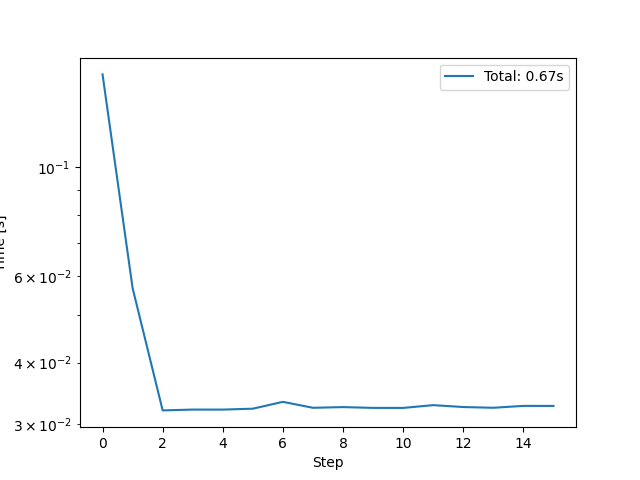 Total: 0.67s
10⁻¹
6 × 10⁻²
4 × 10⁻²
3 × 10⁻²
0 2 4 6 8 10 12 14
Step
[s]